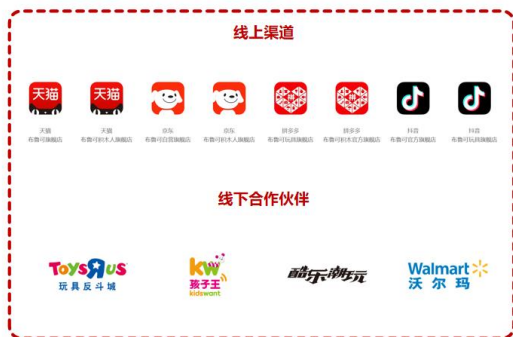 线上渠道
天猫 天猫 拼
天猫 天猫 京东 京东 拼多多 拼多多 抖音 抖音
布鲁可旗舰店 布鲁可积木人旗舰店 布鲁可自营旗舰店 布鲁可积木人旗舰店 布鲁可玩具旗舰店 布鲁可积木官方旗舰店 布鲁可官方旗舰店 布鲁可玩具旗舰店
线下合作伙伴
ToysЯus kw 酷乐潮玩 Walmart
玩具反斗城 孩子王 沃尔玛
kidswant